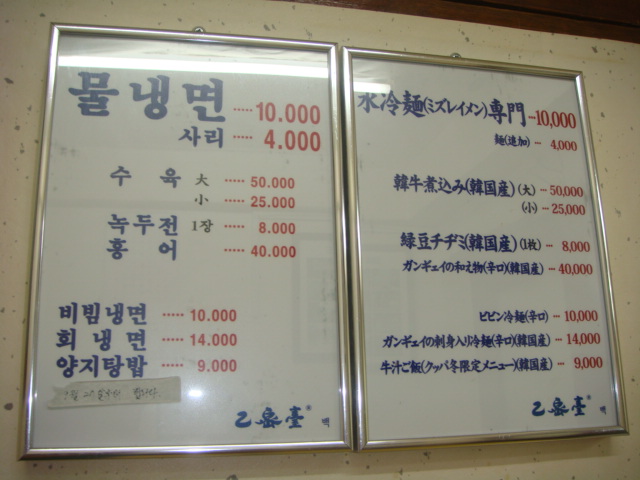 물냉면 ····· 10.000
사리 ····· 4.000
수 육 大 ····· 50.000
小 ····· 25.000
녹두전 1장 ····· 8.000
홍 어 ····· 40.000
비빔냉면 ····· 10.000
회 냉면 ····· 14.000
양지탕밥 ····· 9.000
乙密臺®
벽
水冷麺(ミズレイメン)専門 ··· 10,000
麺(追加) ··· 4,000
韓牛煮込み(韓国産) (大) ··· 50,000
(小) ··· 25,000
緑豆チヂミ(韓国産) (1枚) ··· 8,000
ガンギェイの和え物(辛口)(韓国産) ··· 40,000
ビビン冷麺(辛口) ··· 10,000
ガンギェイの刺身入り冷麺(辛口)(韓国産) ··· 14,000
牛汁ご飯(クッパ冬限定メニュー)(韓国産) ··· 9,000
乙密臺®
벽